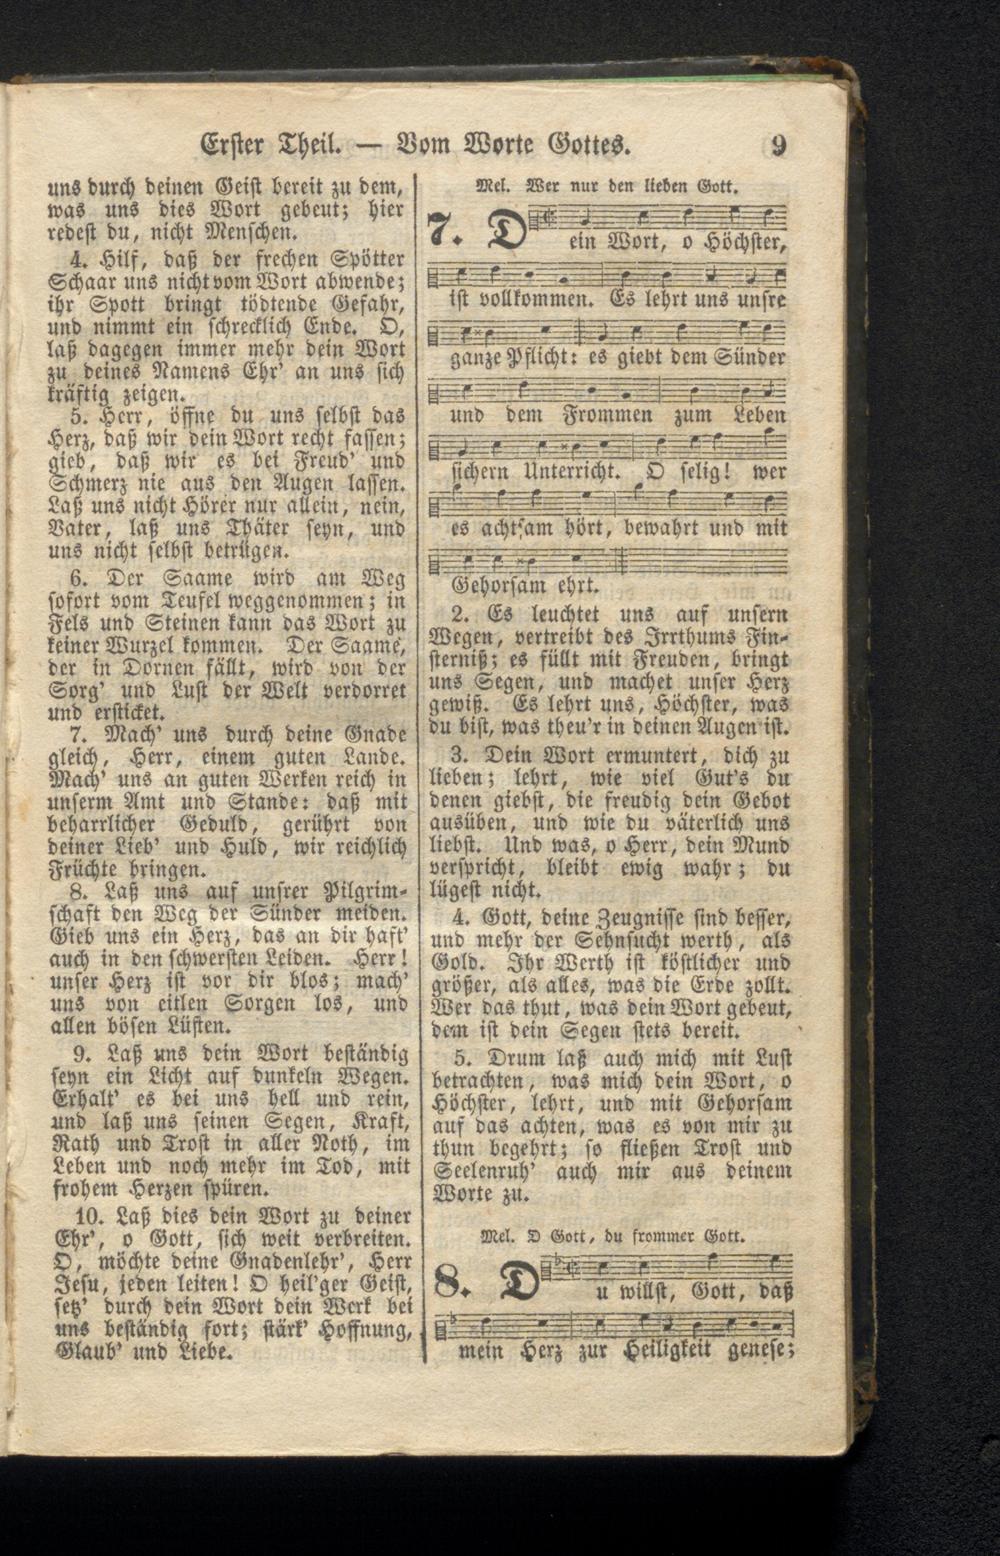 Erster Theil. — Vom Worte Gottes. 9
uns durch deinen Geist bereit zu dem,
was uns dies Wort gebeut; hier
redest du, nicht Menschen.
4. Hilf, daß der frechen Spötter
Schaar uns nicht vom Wort abwende;
ihr Spott bringt tödtende Gefahr,
und nimmt ein schrecklich Ende. O,
laß dagegen immer mehr dein Wort
zu deines Namens Ehr' an uns sich
kräftig zeigen.
5. Herr, öffne du uns selbst das
Herz, daß wir dein Wort recht fassen;
gieb, daß wir es bei Freud' und
Schmerz nie aus den Augen lassen.
Laß uns nicht Hörer nur allein, nein,
Vater, laß uns Thäter seyn, und
uns nicht selbst betrügen.
6. Der Saame wird am Weg
sofort vom Teufel weggenommen; in
Fels und Steinen kann das Wort zu
keiner Wurzel kommen. Der Saame,
der in Dornen fällt, wird von der
Sorg' und Lust der Welt verdorret
und ersticket.
7. Mach' uns durch deine Gnade
gleich, Herr, einem guten Lande.
Mach' uns an guten Werken reich in
unserm Amt und Stande: daß mit
beharrlicher Geduld, gerührt von
deiner Lieb' und Huld, wir reichlich
Früchte bringen.
8. Laß uns auf unsrer Pilgrim-
schaft den Weg der Sünder meiden.
Gieb uns ein Herz, das an dir haft'
auch in den schwersten Leiden. Herr!
unser Herz ist vor dir blos; mach'
uns von eitlen Sorgen los, und
allen bösen Lüsten.
9. Laß uns dein Wort beständig
seyn ein Licht auf dunkeln Wegen.
Erhalt' es bei uns hell und rein,
und laß uns seinen Segen, Kraft,
Rath und Trost in aller Noth, im
Leben und noch mehr im Tod, mit
frohem Herzen spüren.
10. Laß dies dein Wort zu deiner
Ehr', o Gott, sich weit verbreiten.
O, möchte deine Gnadenlehr', Herr
Jesu, jeden leiten! O heil'ger Geist,
setz' durch dein Wort dein Werk bei
uns beständig fort; stärk' Hoffnung,
Glaub' und Liebe.
Mel. Wer nur den lieben Gott.
7. Dein Wort, o Höchster,
ist vollkommen. Es lehrt uns unsre
ganze Pflicht: es giebt dem Sünder
und dem Frommen zum Leben
sichern Unterricht. O selig! wer
es achtsam hört, bewahrt und mit
Gehorsam ehrt.
2. Es leuchtet uns auf unsern
Wegen, vertreibt des Irrthums Fin-
sterniß; es füllt mit Freuden, bringt
uns Segen, und machet unser Herz
gewiß. Es lehrt uns, Höchster, was
du bist, was theu'r in deinen Augen ist.
3. Dein Wort ermuntert, dich zu
lieben; lehrt, wie viel Gut's du
denen giebst, die freudig dein Gebot
ausüben, und wie du väterlich uns
liebst. Und was, o Herr, dein Mund
verspricht, bleibt ewig wahr; du
lügest nicht.
4. Gott, deine Zeugnisse sind besser,
und mehr der Sehnsucht werth, als
Gold. Ihr Werth ist köstlicher und
größer, als alles, was die Erde zollt.
Wer das thut, was dein Wort gebeut,
dem ist dein Segen stets bereit.
5. Drum laß auch mich mit Lust
betrachten, was mich dein Wort, o
Höchster, lehrt, und mit Gehorsam
auf das achten, was es von mir zu
thun begehrt; so fließen Trost und
Seelenruh' auch mir aus deinem
Worte zu.
Mel. O Gott, du frommer Gott.
8. Du willst, Gott, daß
mein Herz zur Heiligkeit genese;